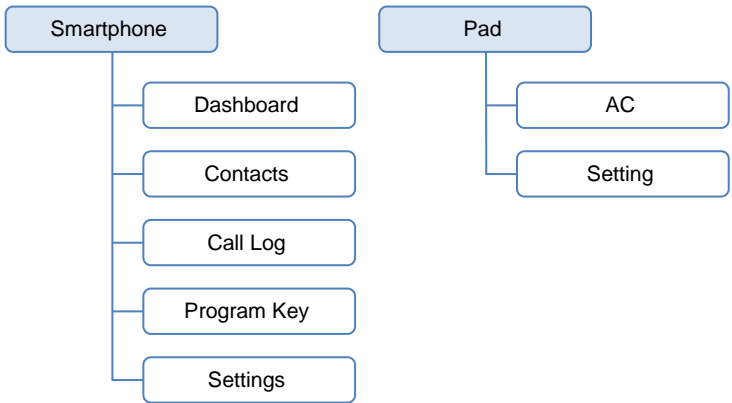 Smartphone
Dashboard
Contacts
Call Log
Program Key
Settings
Pad
AC
Setting